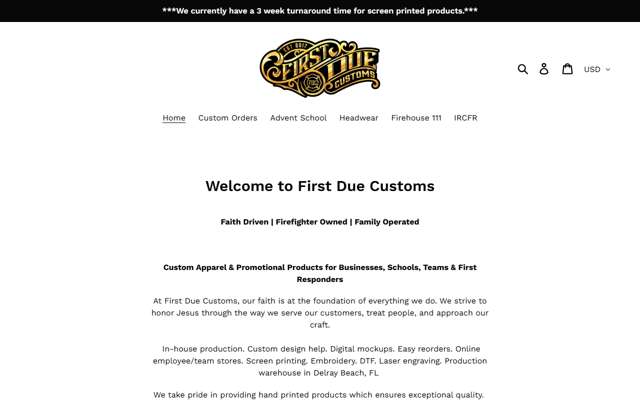 ***We currently have a 3 week turnaround time for screen printed products.***
EST 2017
FIRST DUE
CUSTOMS
USD
Home Custom Orders Advent School Headwear Firehouse 111 IRCFR
Welcome to First Due Customs
Faith Driven | Firefighter Owned | Family Operated
Custom Apparel & Promotional Products for Businesses, Schools, Teams & First
Responders
At First Due Customs, our faith is at the foundation of everything we do. We strive to
honor Jesus through the way we serve our customers, treat people, and approach our
craft.
In-house production. Custom design help. Digital mockups. Easy reorders. Online
employee/team stores. Screen printing. Embroidery. DTF. Laser engraving. Production
warehouse in Delray Beach, FL
We take pride in providing hand printed products which ensures exceptional quality.